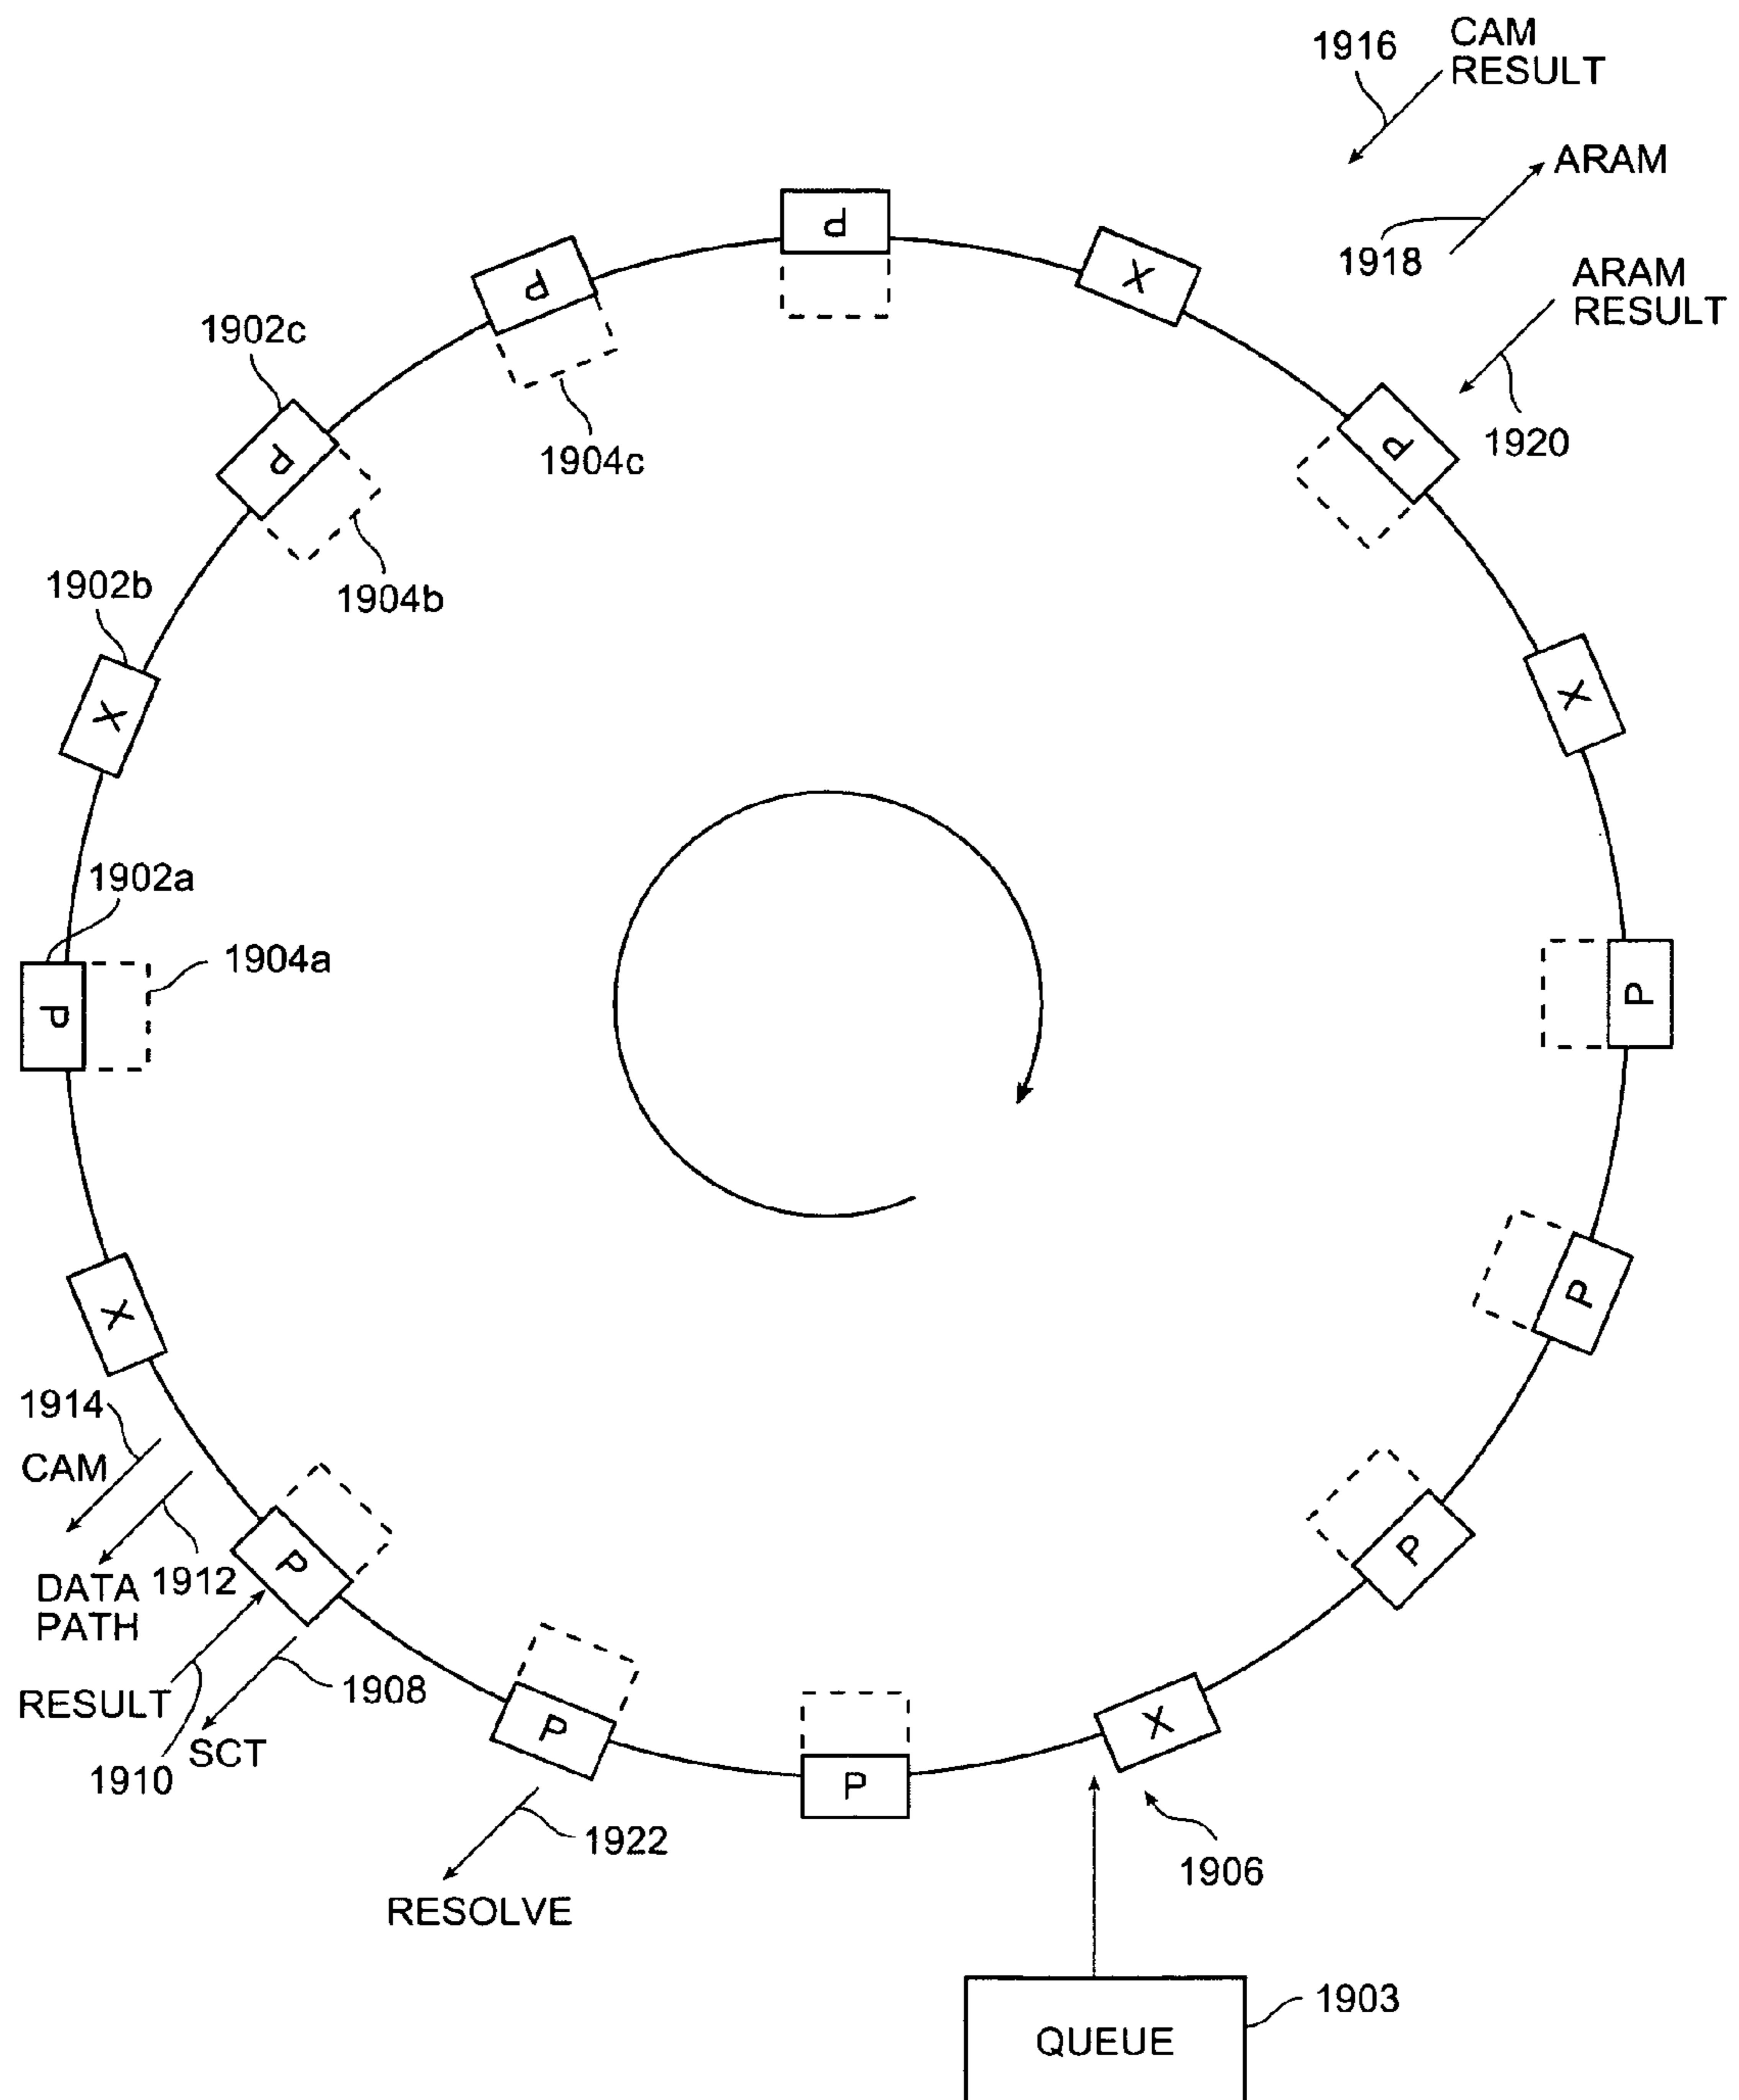 CAM
1916
RESULT
ARAM
P
1918
ARAM
RESULT
X
P
1902c
1920
P
1904c
P
1904b
1902b
X
X
1902a
1904a
P
P
P
X
1914
CAM
P
P
1912
DATA
PATH
RESULT
1908
SCT
1910
P
X
P
1922
1906
RESOLVE
1903
QUEUE